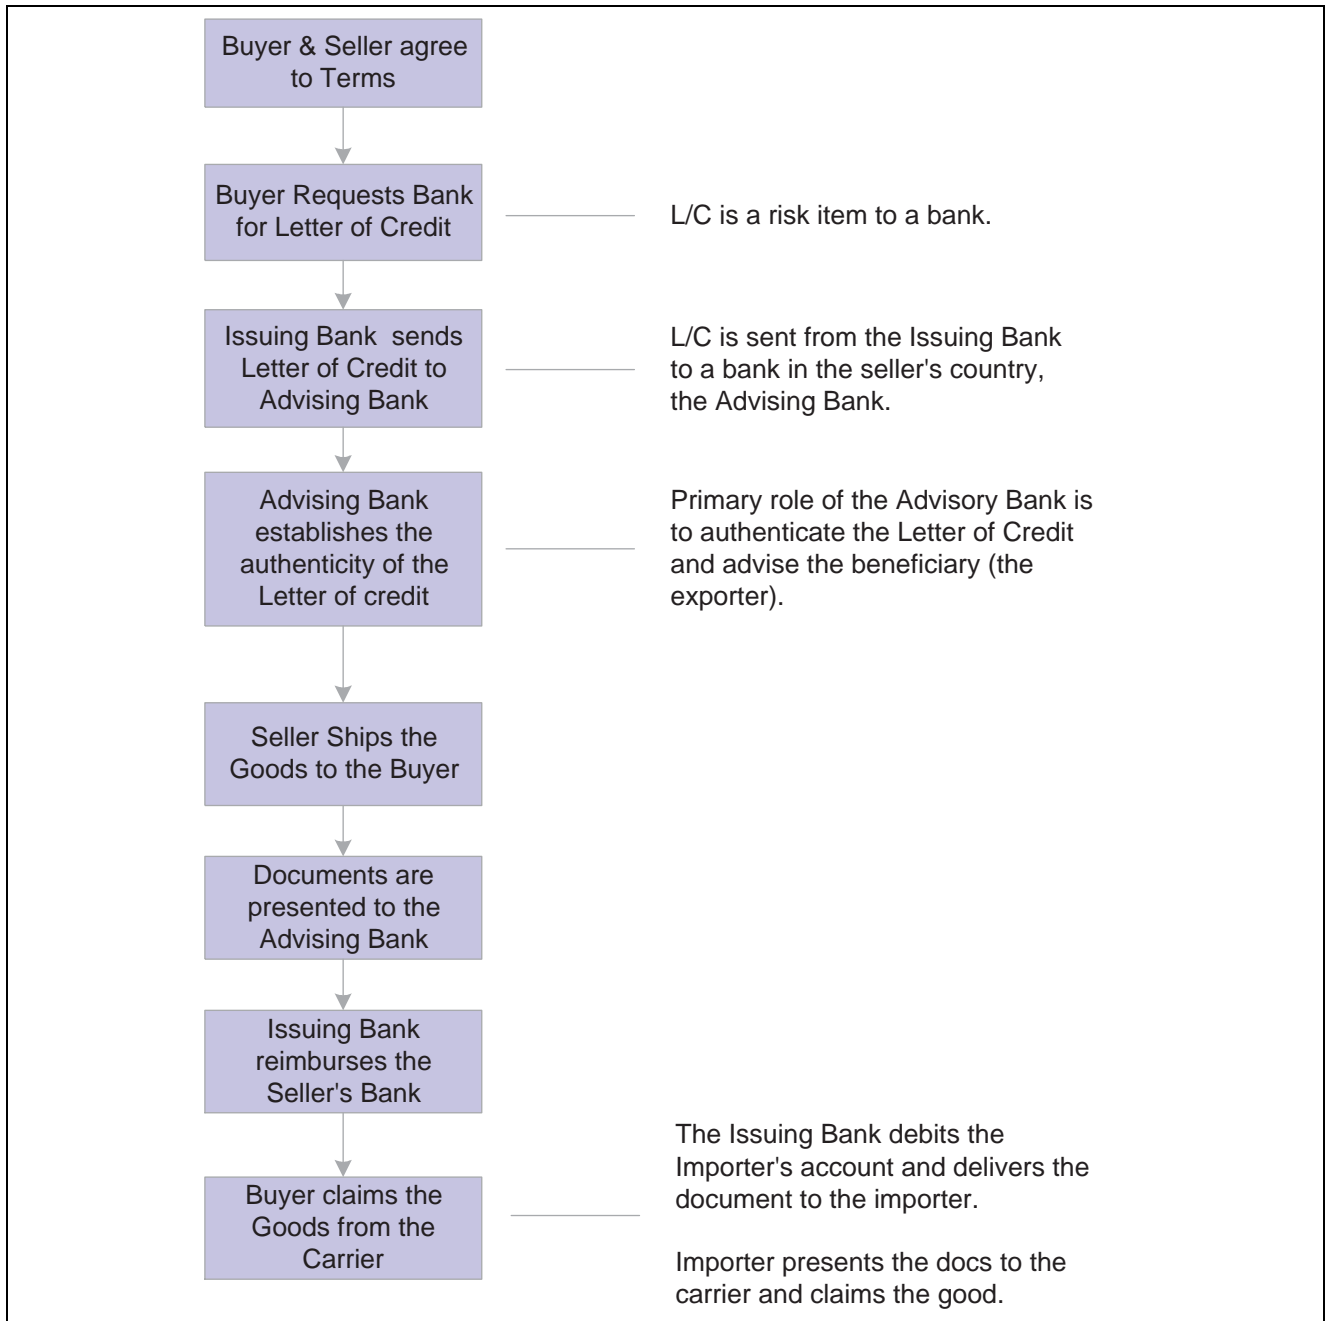 Buyer & Seller agree
to Terms
Buyer Requests Bank
for Letter of Credit
L/C is a risk item to a bank.
Issuing Bank  sends
Letter of Credit to
Advising Bank
L/C is sent from the Issuing Bank
to a bank in the seller's country,
the Advising Bank.
Advising Bank
establishes the
authenticity of the
Letter of credit
Primary role of the Advisory Bank is
to authenticate the Letter of Credit
and advise the beneficiary (the
exporter).
Seller Ships the
Goods to the Buyer
Documents are
presented to the
Advising Bank
Issuing Bank
reimburses the
Seller's Bank
Buyer claims the
Goods from the
Carrier
The Issuing Bank debits the
Importer's account and delivers the
document to the importer.
Importer presents the docs to the
carrier and claims the good.